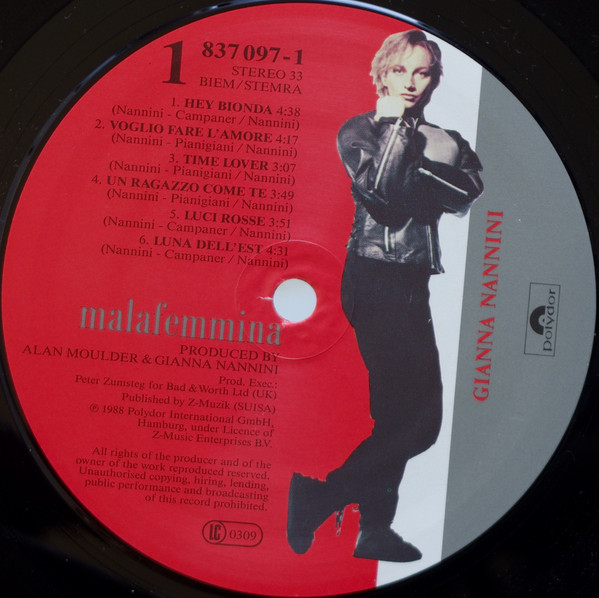 1
837 097-1
STEREO 33
BIEM/STEMRA
1. HEY BIONDA 4:38
(Nannini - Campaner / Nannini)
2. VOGLIO FARE L'AMORE 4:17
(Nannini - Pianigiani / Nannini)
3. TIME LOVER 3:07
(Nannini - Pianigiani / Nannini)
4. UN RAGAZZO COME TE 3:49
(Nannini - Pianigiani / Nannini)
5. LUCI ROSSE 3:51
(Nannini - Campaner / Nannini)
6. LUNA DELL'EST 4:31
(Nannini - Campaner / Nannini)
malafemmina
PRODUCED BY
ALAN MOULDER & GIANNA NANNINI
Prod. Exec.:
Peter Zumsteg for Bad & Worth Ltd (UK)
Published by Z-Muzik (SUISA)
℗ 1988 Polydor International GmbH,
Hamburg, under Licence of
Z-Music Enterprises B.V.
All rights of the producer and of the
owner of the work reproduced reserved.
Unauthorised copying, hiring, lending,
public performance and broadcasting
of this record prohibited.
LC 0309
GIANNA NANNINI
polydor